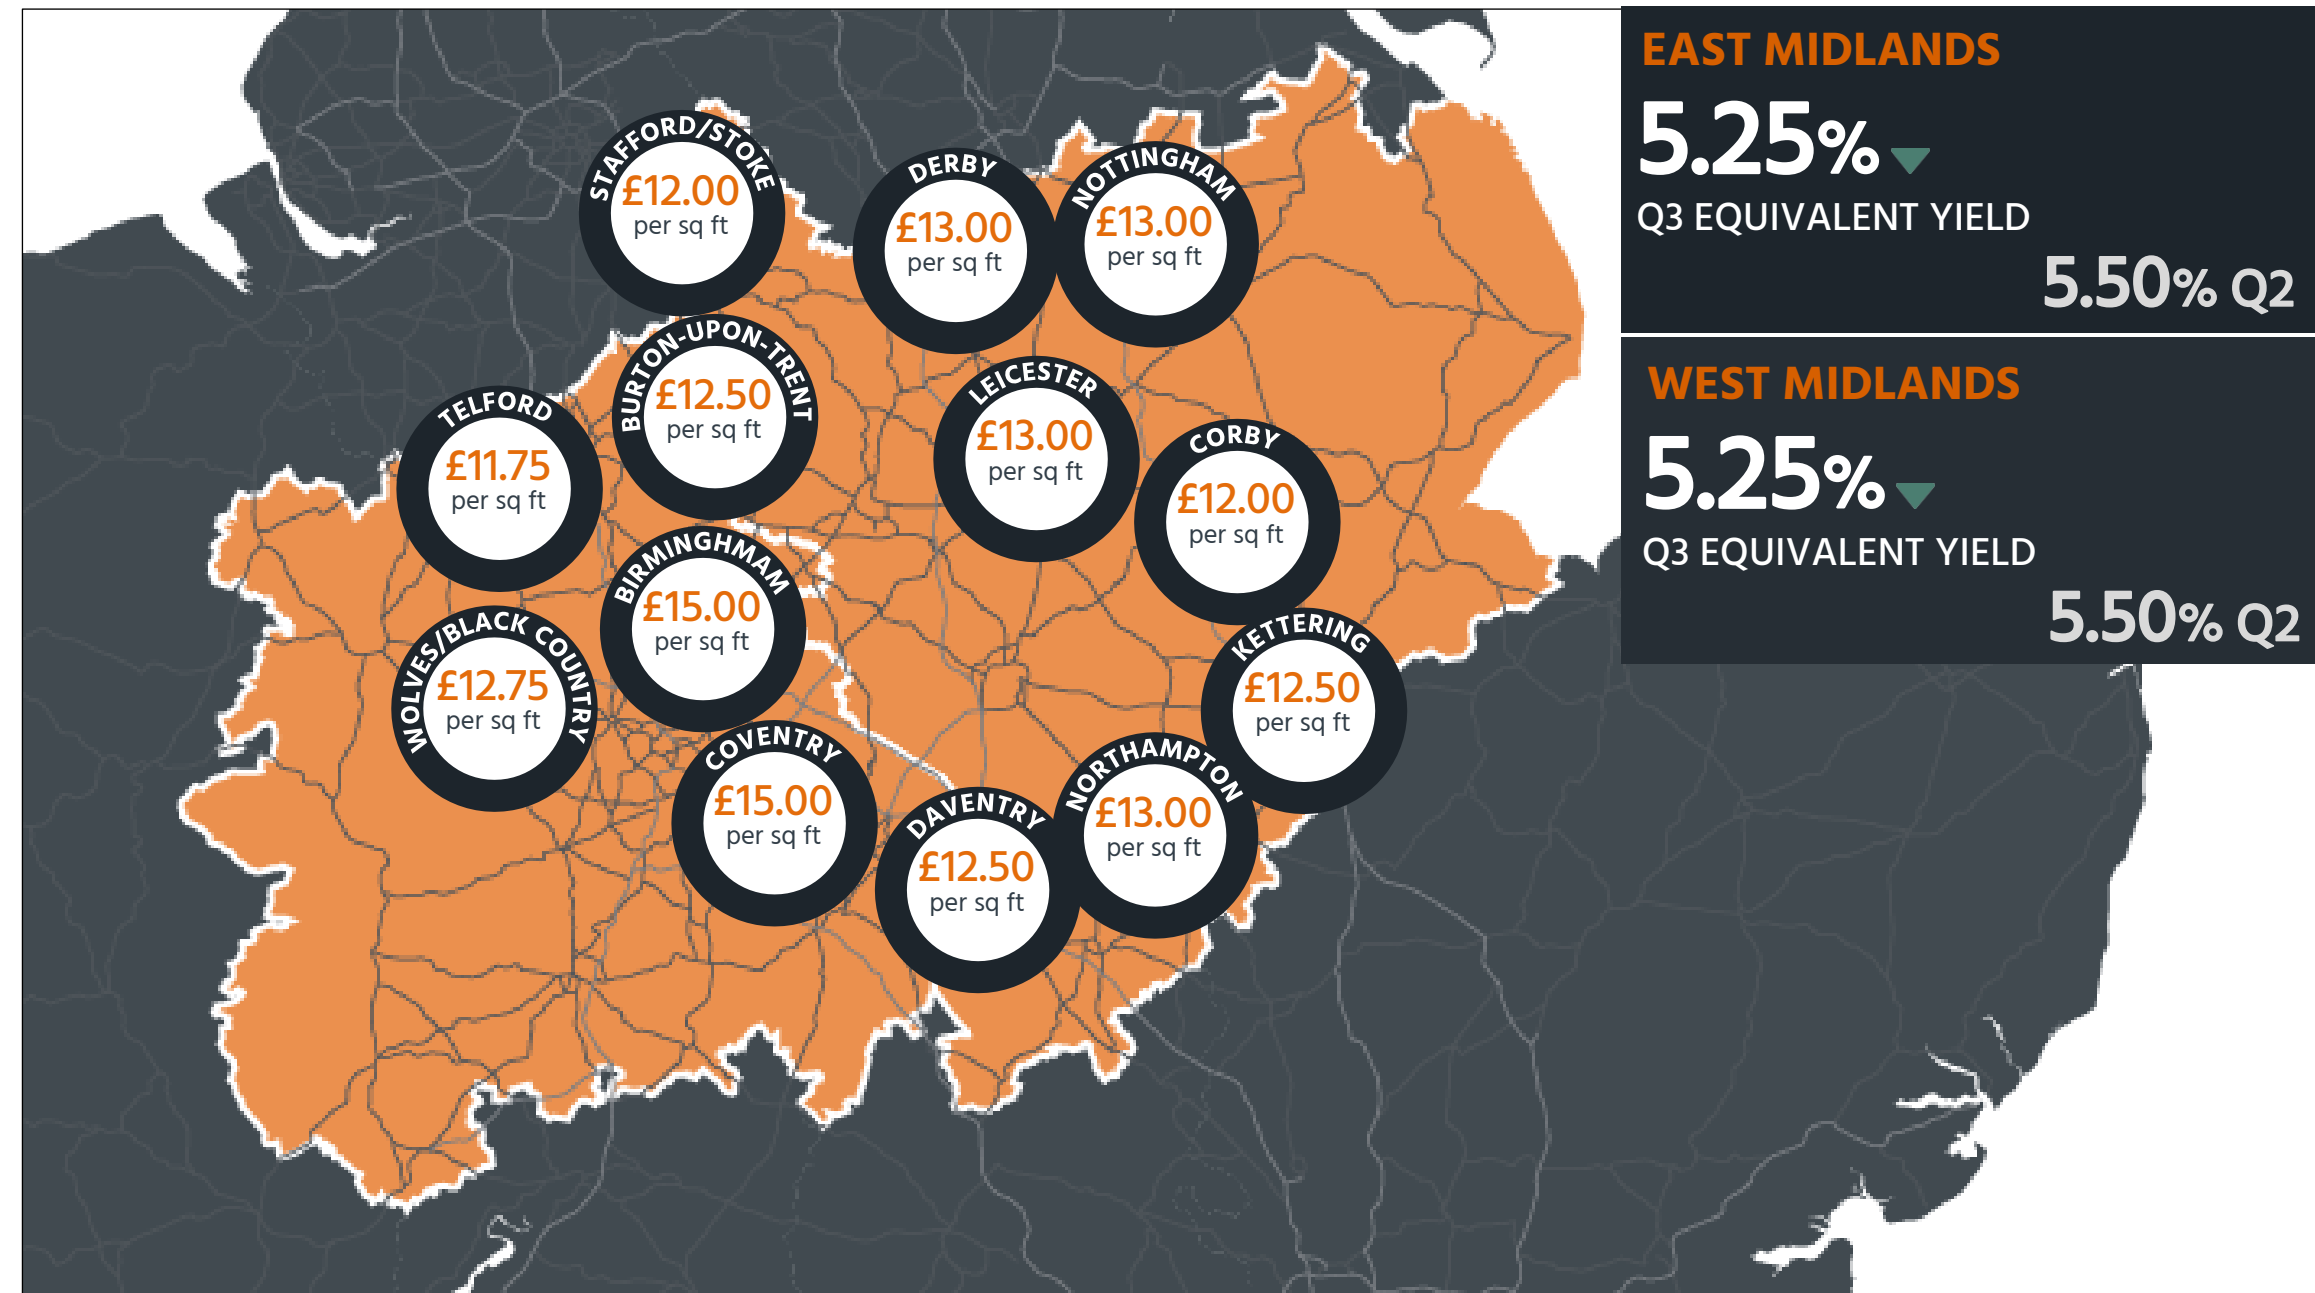 EAST MIDLANDS
5.25%
Q3 EQUIVALENT YIELD
5.50% Q2
WEST MIDLANDS
5.25%
Q3 EQUIVALENT YIELD
5.50% Q2
STAFFORD/STOKE
£12.00
per sq ft
DERBY
£13.00
per sq ft
NOTTINGHAM
£13.00
per sq ft
BURTON-UPON-TRENT
£12.50
per sq ft
LEICESTER
£13.00
per sq ft
TELFORD
£11.75
per sq ft
CORBY
£12.00
per sq ft
BIRMINGHMAM
£15.00
per sq ft
WOLVES/BLACK COUNTRY
£12.75
per sq ft
KETTERING
£12.50
per sq ft
COVENTRY
£15.00
per sq ft
NORTHAMPTON
£13.00
per sq ft
DAVENTRY
£12.50
per sq ft